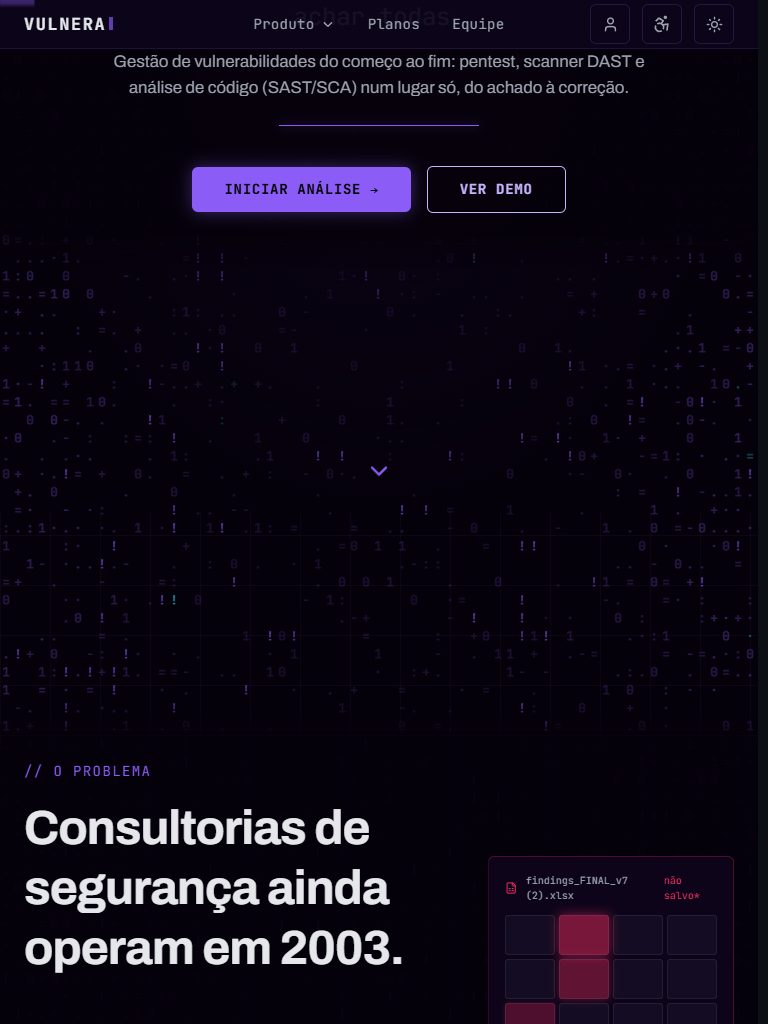 VULNERA
Produto
Planos
Equipe
achar todas
Gestão de vulnerabilidades do começo ao fim: pentest, scanner DAST e
análise de código (SAST/SCA) num lugar só, do achado à correção.
INICIAR ANÁLISE →
VER DEMO
// O PROBLEMA
Consultorias de
segurança ainda
operam em 2003.
findings_FINAL_v7
(2).xlsx
não
salvo*